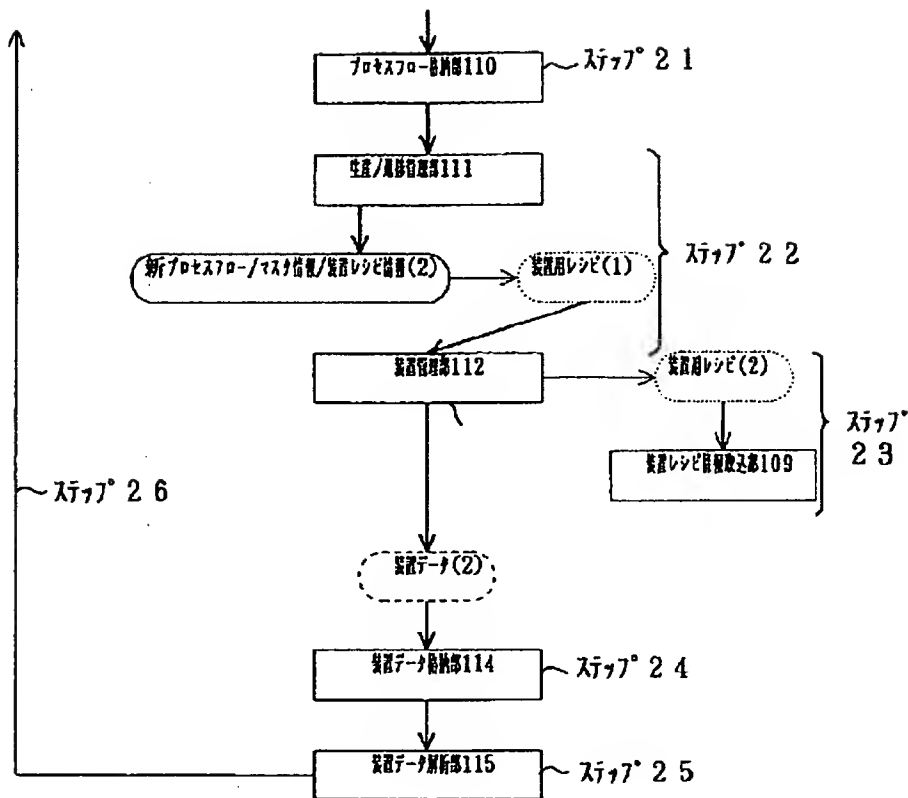 プロセスフロー格納部110
ステップ21
生産/進捗管理部111
ステップ22
新プロセスフロー/マスタ情報/装置レシピ情報(2)
装置用レシピ(1)
装置管理部112
装置用レシピ(2)
ステップ
23
装置レシピ情報取込部109
ステップ26
装置データ(2)
装置データ格納部114
ステップ24
装置データ解析部115
ステップ25